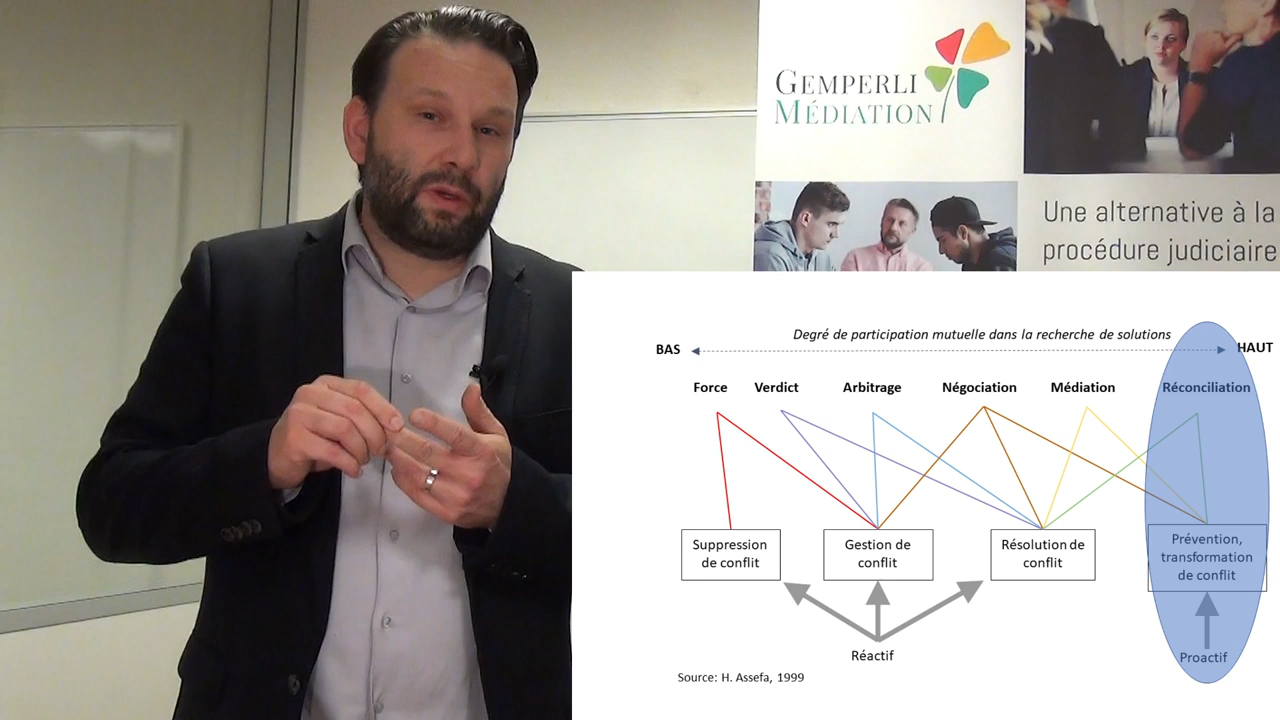 GEMPERLI
MÉDIATION
Une alternative à la
procédure judiciaire
Degré de participation mutuelle dans la recherche de solutions
BAS
HAUT
Force Verdict Arbitrage Négociation Médiation Réconciliation
Suppression
de conflit
Gestion de
conflit
Résolution de
conflit
Prévention,
transformation
de conflit
Réactif
Proactif
Source: H. Assefa, 1999